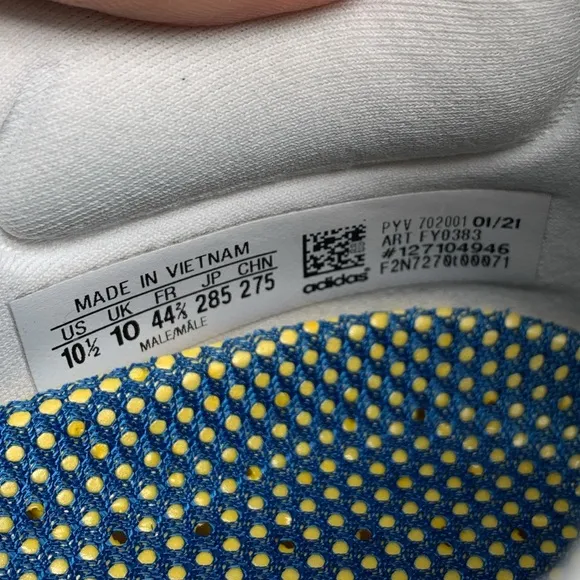 MADE IN VIETNAM
US UK FR JP CHN
10½ 10 44⅔ 285 275
MALE/MALE
adidas
PYV 702001 01/21
ART FY0383
#127104946
F2N7270t00071